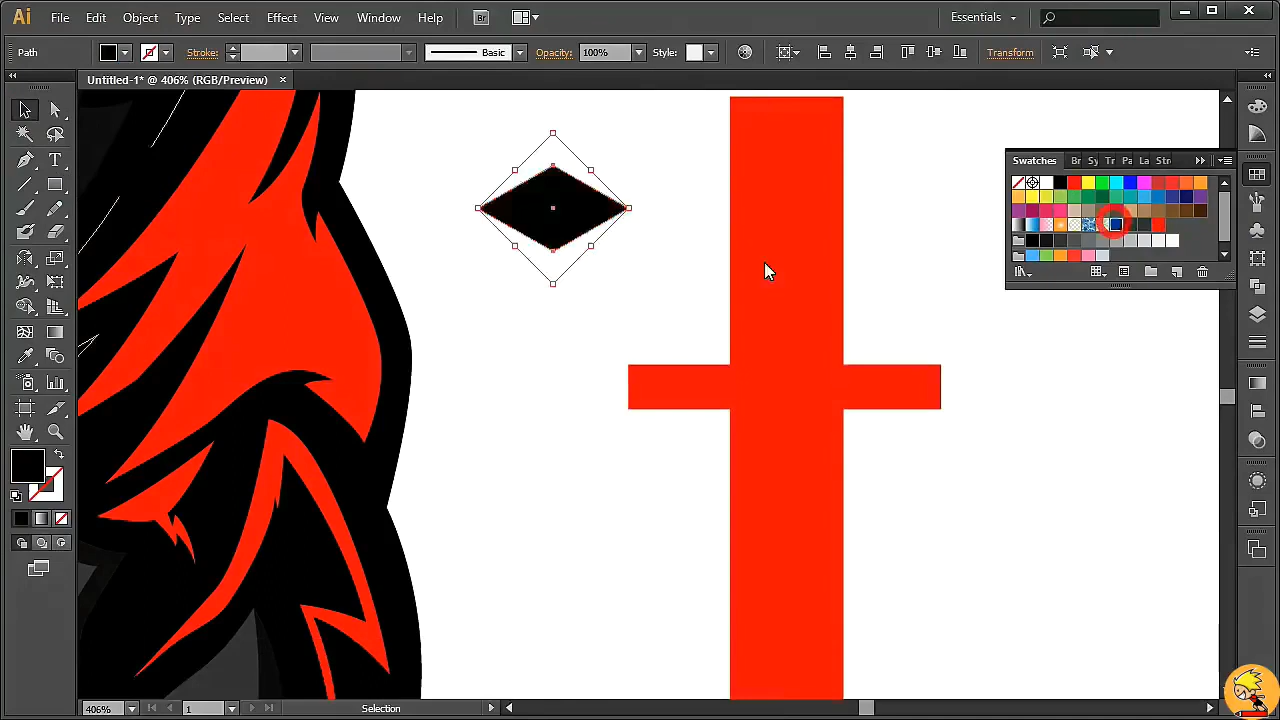 Ai File Edit Object Type Select Effect View Window Help Br Essentials
Path Stroke: Basic Opacity: 100% Style: Transform
Untitled-1* @ 406% (RGB/Preview)
Swatches Br Sy Tr Pa La Stro
406% 1 Selection